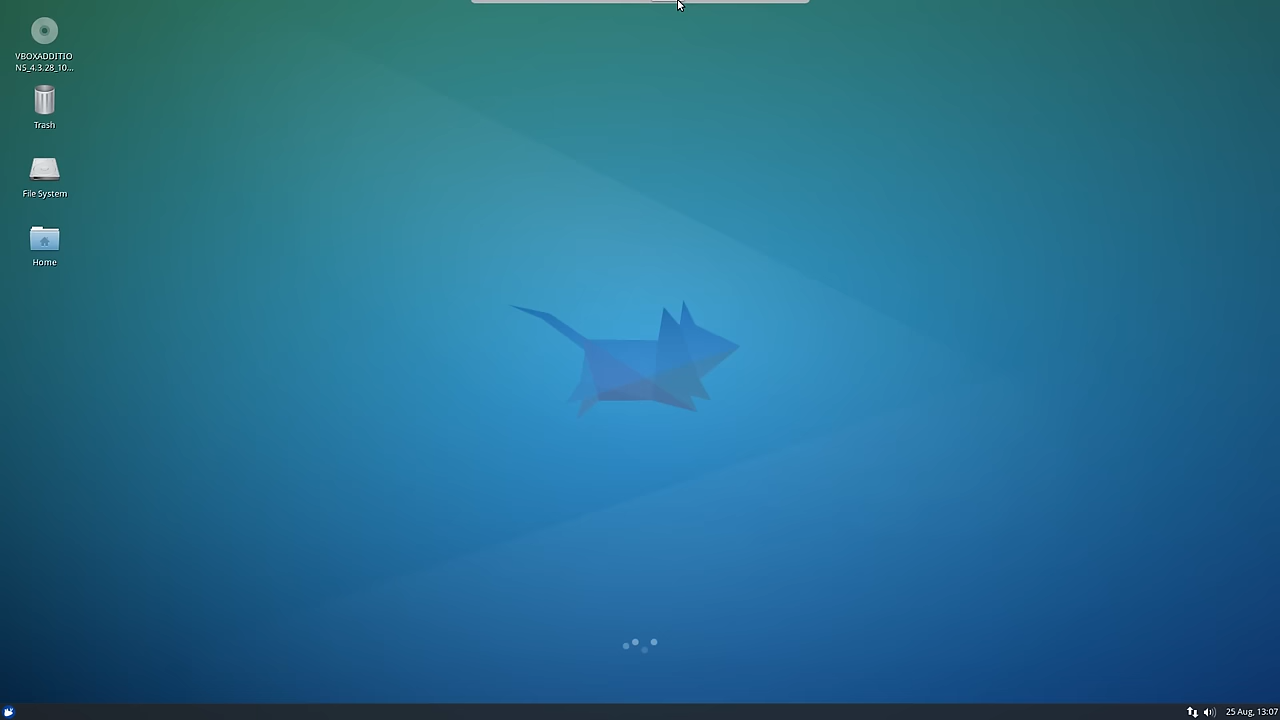 VBOXADDITIO
NS_4.3.28_10...
Trash
File System
Home
25 Aug, 13:07